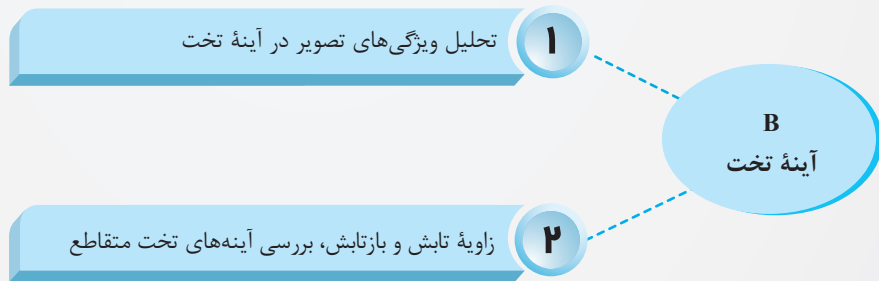 ۱
تحلیل ویژگی‌های تصویر در آینهٔ تخت
B
آینهٔ تخت
۲
زاویهٔ تابش و بازتابش، بررسی آینه‌های تخت متقاطع